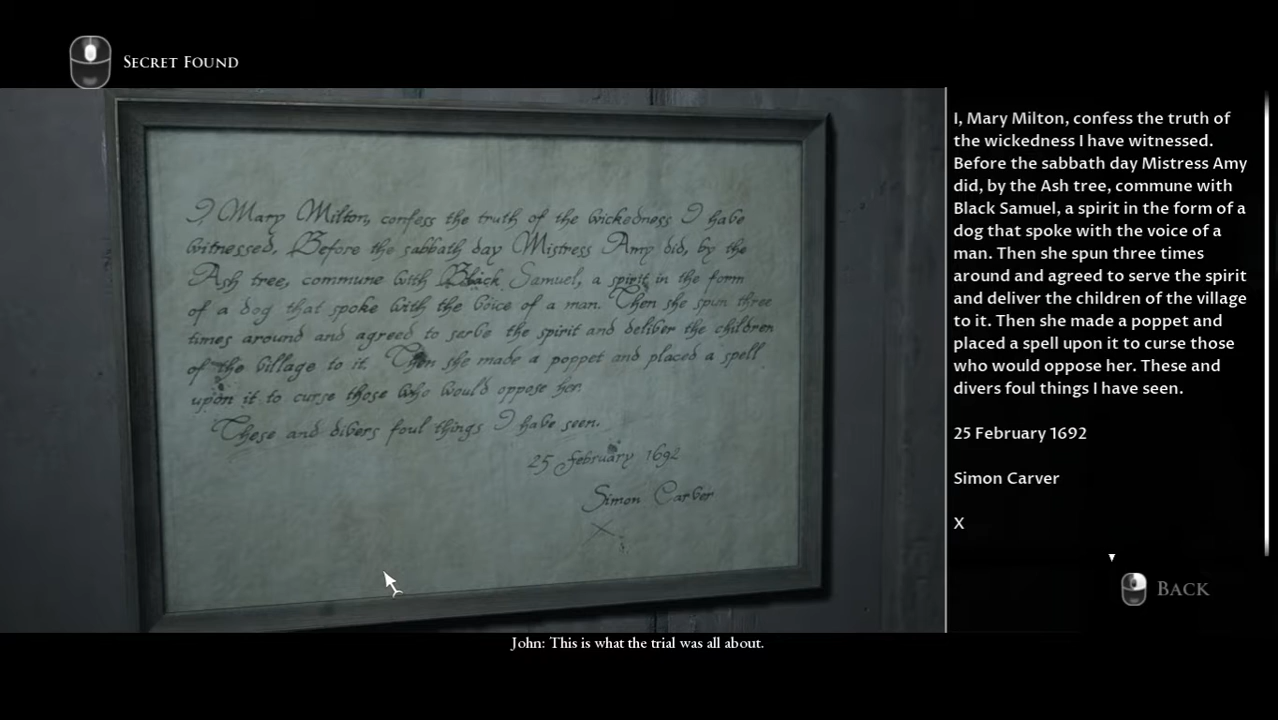 SECRET FOUND
I, Mary Milton, confess the truth of the wickedness I have
witnessed. Before the sabbath day Mistress Amy did, by the
Ash tree, commune with Black Samuel, a spirit in the form
of a dog that spoke with the voice of a man. Then she spun three
times around and agreed to serve the spirit and deliver the children
of the village to it. Then she made a poppet and placed a spell
upon it to curse those who would oppose her.
These and divers foul things I have seen.
25 February 1692
Simon Carver
X
I, Mary Milton, confess the truth of
the wickedness I have witnessed.
Before the sabbath day Mistress Amy
did, by the Ash tree, commune with
Black Samuel, a spirit in the form of a
dog that spoke with the voice of a
man. Then she spun three times
around and agreed to serve the spirit
and deliver the children of the village
to it. Then she made a poppet and
placed a spell upon it to curse those
who would oppose her. These and
divers foul things I have seen.
25 February 1692
Simon Carver
X
BACK
John: This is what the trial was all about.